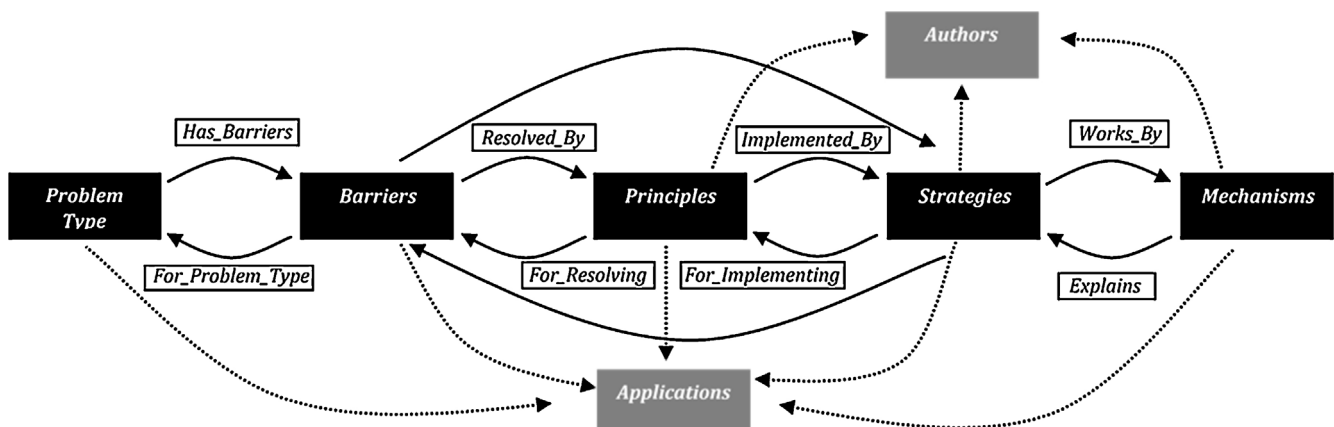 Authors
Has_Barriers
Resolved_By
Implemented_By
Works_By
Problem
Type
Barriers
Principles
Strategies
Mechanisms
For_Problem_Type
For_Resolving
For_Implementing
Explains
Applications